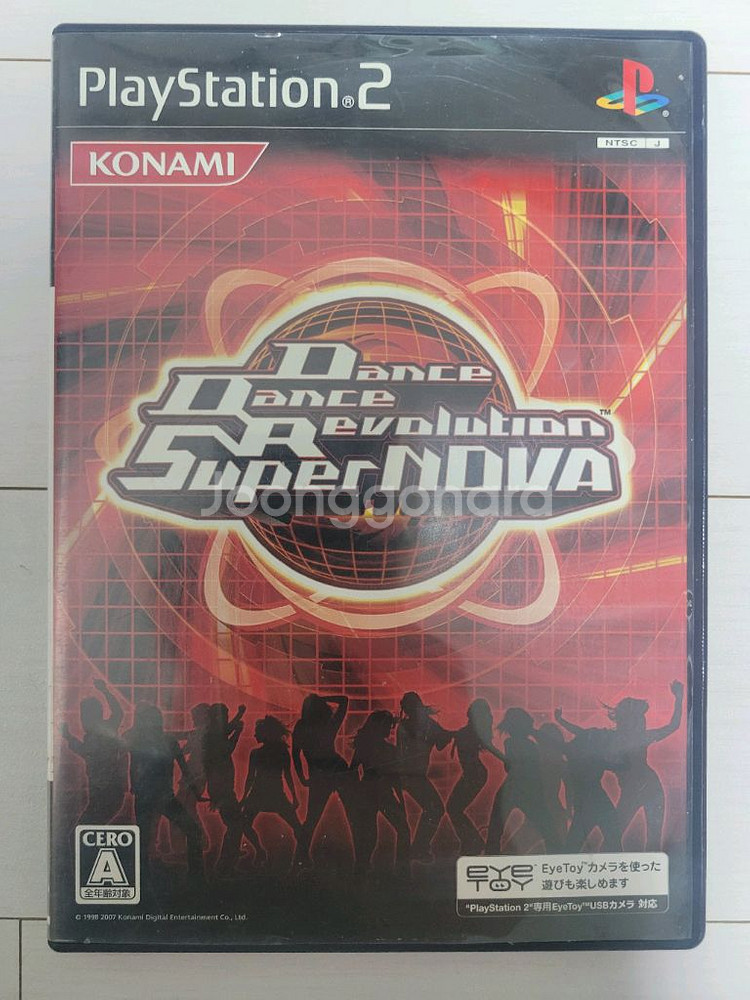 PlayStation®2
NTSC J
KONAMI
Dance
Dance
Revolution™
SuperNOVA
Joonggonara
CERO
A
全年齢対象
EYE
TOY
EyeToy™カメラを使った
遊びも楽しめます
"PlayStation 2"専用EyeToy™USBカメラ 対応
© 1998 2007 Konami Digital Entertainment Co., Ltd.